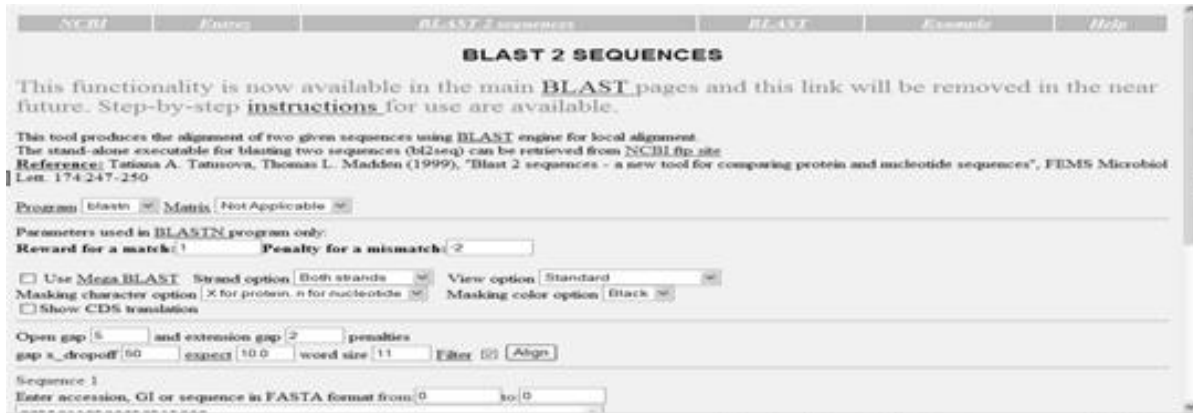 NCBI Entrez BLAST 2 sequences BLAST Example Help
BLAST 2 SEQUENCES
This functionality is now available in the main BLAST pages and this link will be removed in the near
future. Step-by-step instructions for use are available.
This tool produces the alignment of two given sequences using BLAST engine for local alignment.
The stand-alone executable for blasting two sequences (bl2seq) can be retrieved from NCBI ftp site
Reference: Tatiana A. Tatusova, Thomas L. Madden (1999), "Blast 2 sequences - a new tool for comparing protein and nucleotide sequences", FEMS Microbiol
Lett. 174:247-250
Program blastn Matrix Not Applicable
Parameters used in BLASTN program only:
Reward for a match: 1 Penalty for a mismatch: -2
Use Mega BLAST Strand option Both strands View option Standard
Masking character option X for protein, n for nucleotide Masking color option Black
Show CDS translation
Open gap 5 and extension gap 2 penalties
gap x_dropoff 50 expect 10.0 word size 11 Filter Align
Sequence 1
Enter accession, GI or sequence in FASTA format from: 0 to: 0